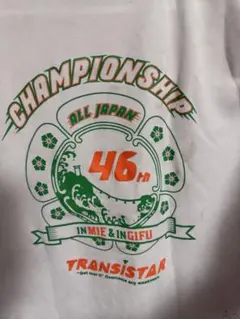 CHAMPIONSHIP
ALL JAPAN
46TH
IN MIE & IN GIFU
TRANSISTAR